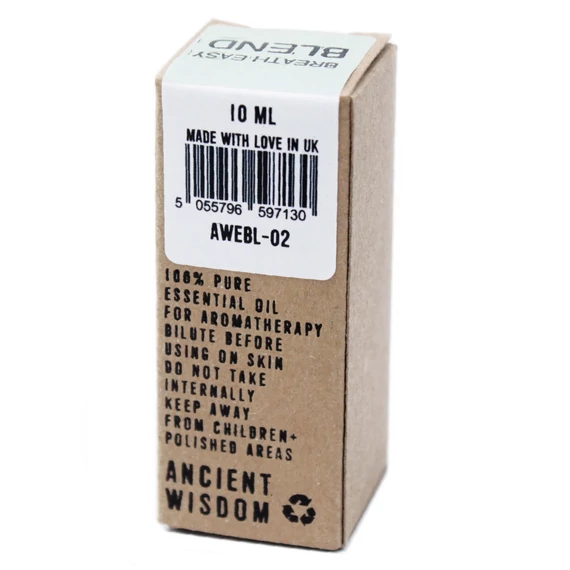 BREATH-EASY
BLEND
10 ML
MADE WITH LOVE IN UK
5 055796 597130
AWEBL-02
100% PURE
ESSENTIAL OIL
FOR AROMATHERAPY
DILUTE BEFORE
USING ON SKIN
DO NOT TAKE
INTERNALLY
KEEP AWAY
FROM CHILDREN+
POLISHED AREAS
ANCIENT
WISDOM